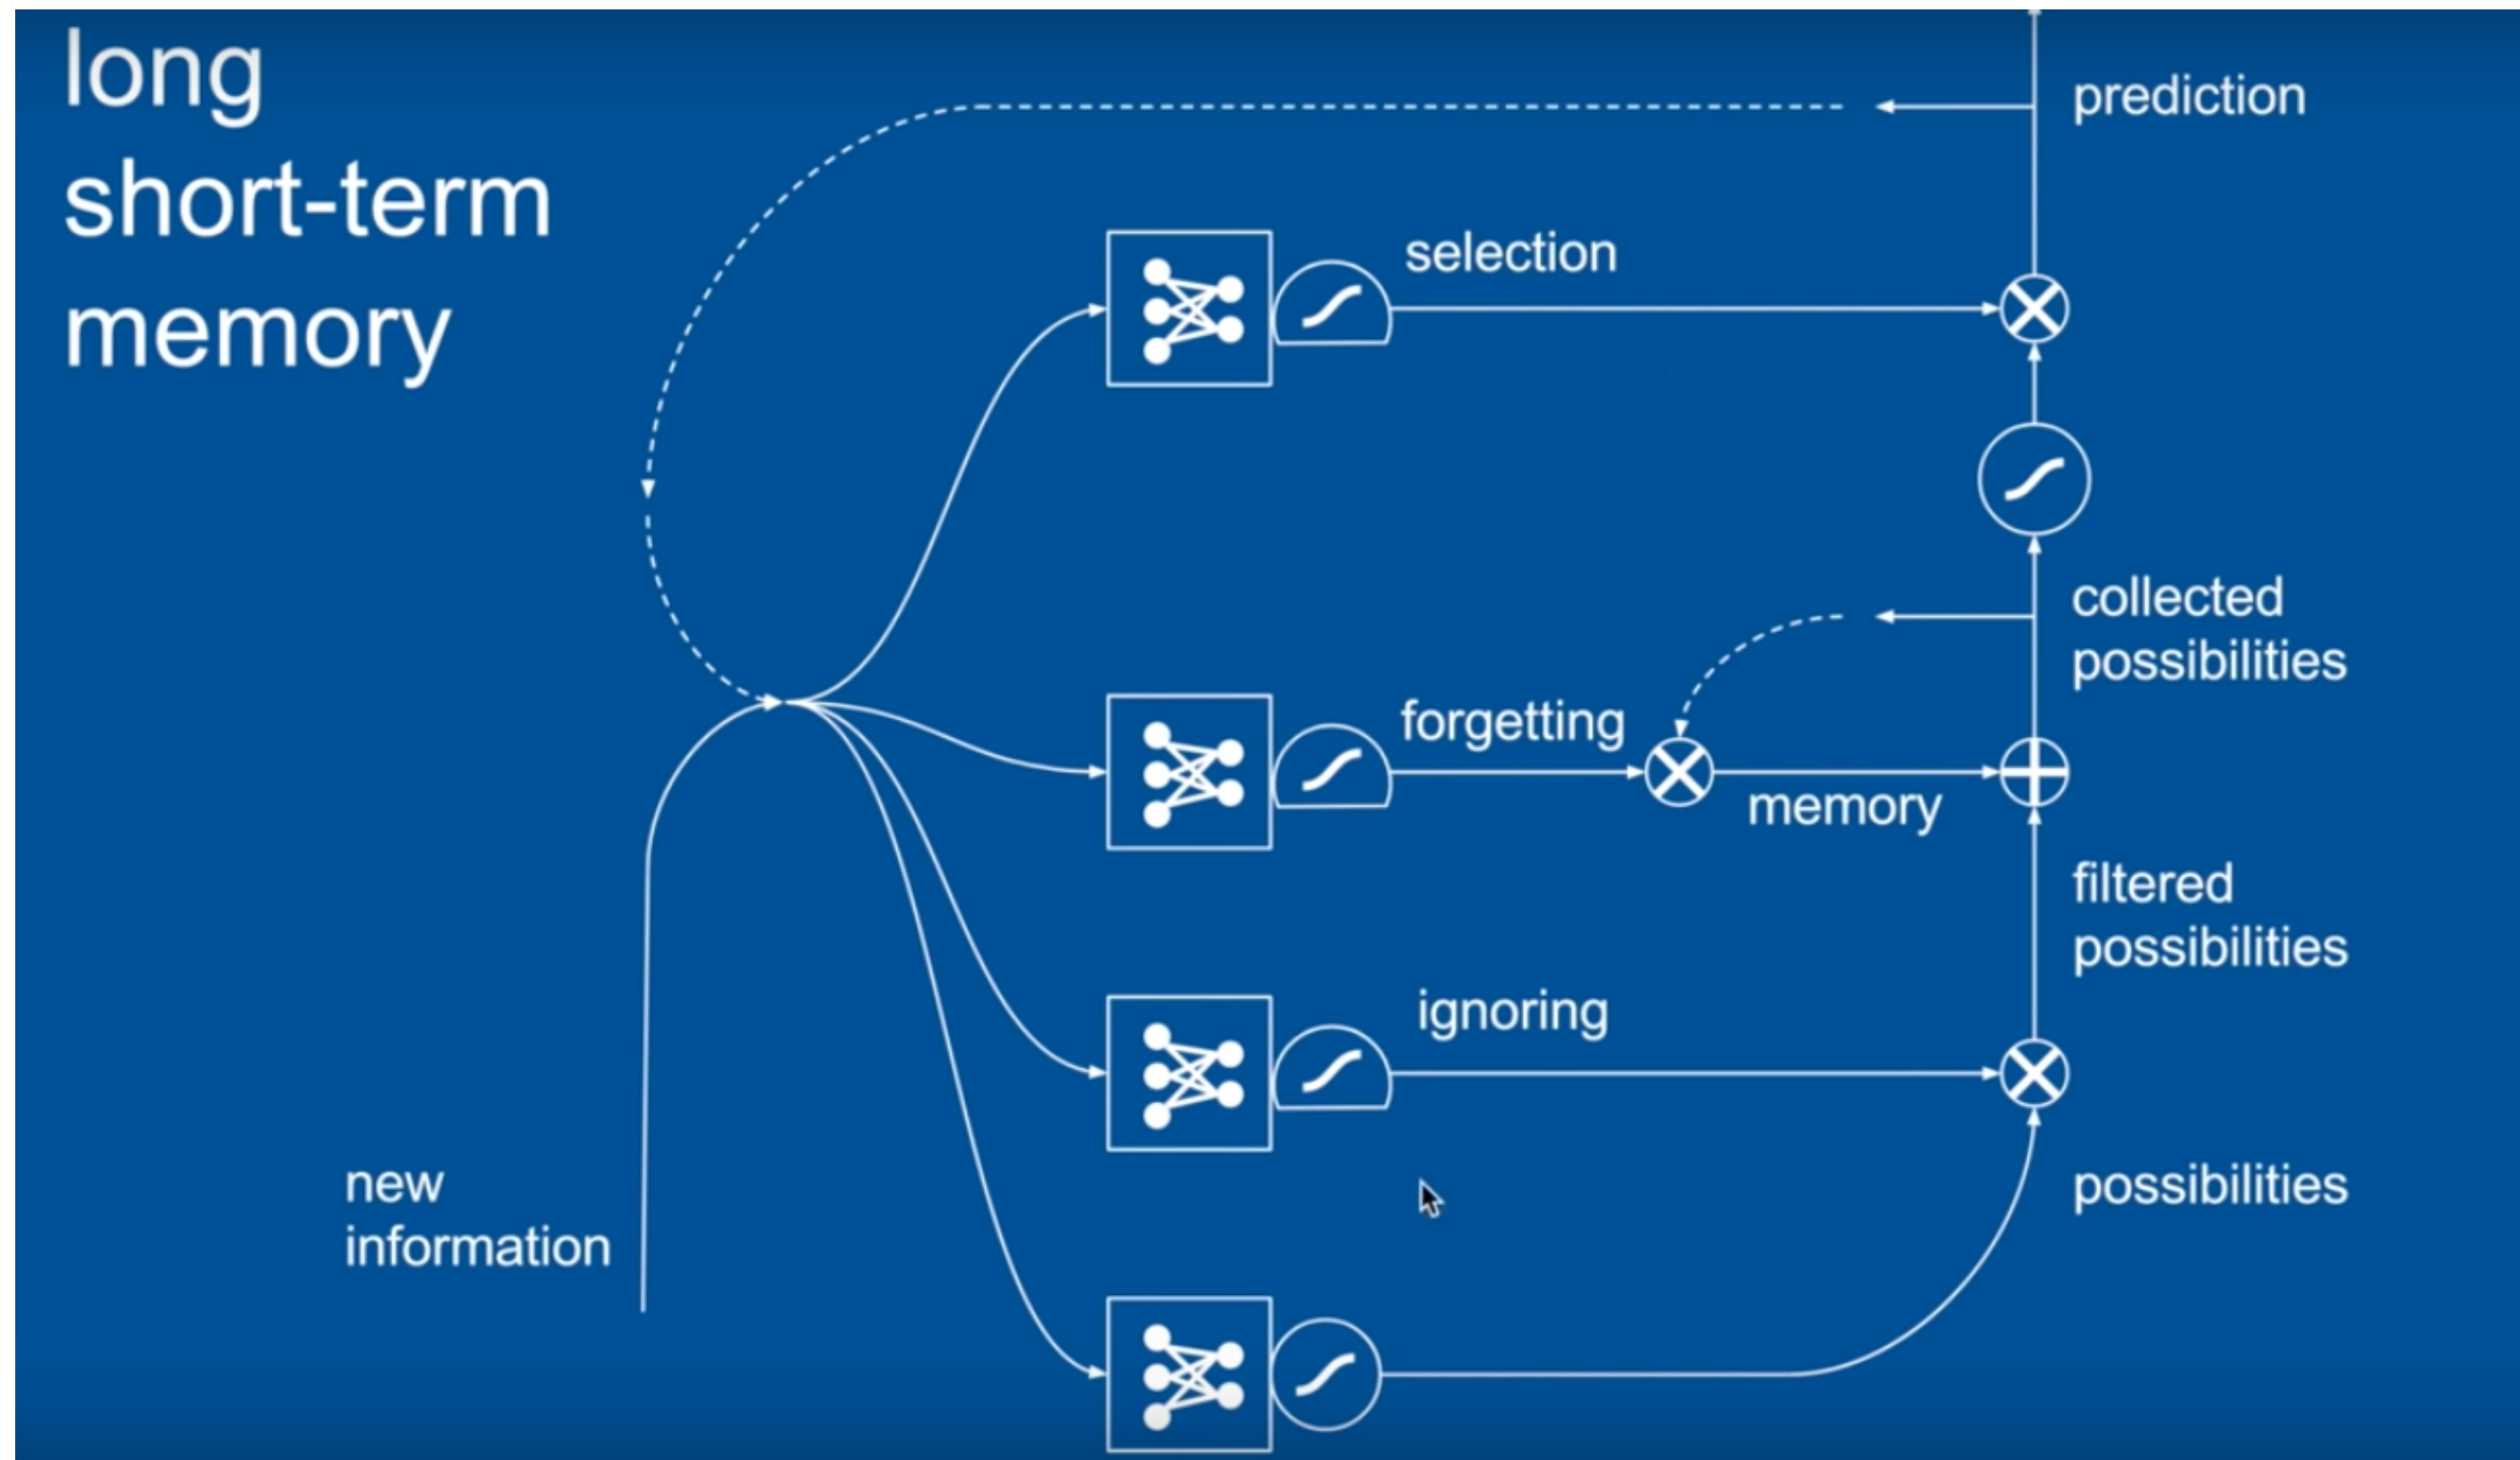 long
short-term
memory
prediction
selection
collected
possibilities
forgetting
memory
filtered
possibilities
ignoring
new
information
possibilities